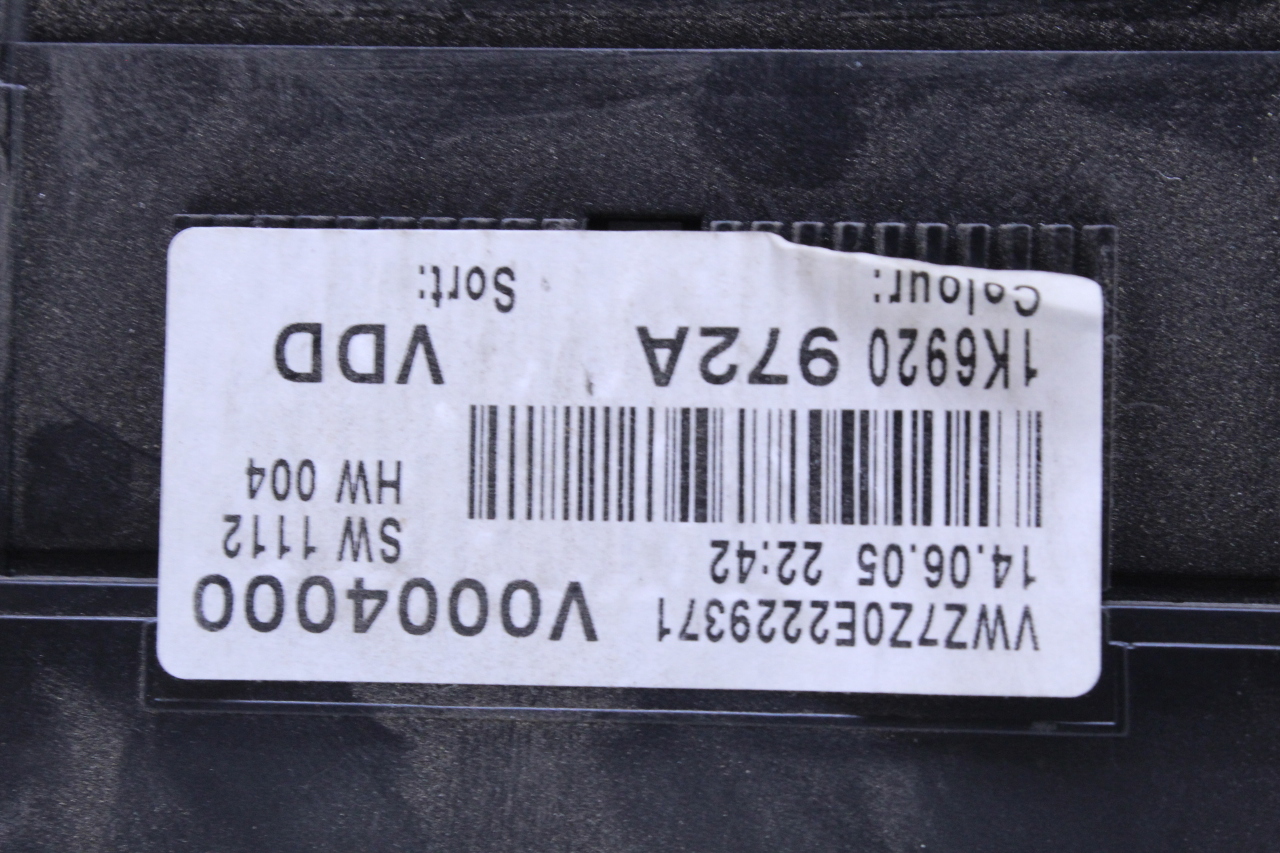 VWZ7Z0E2229371 V0004000
14.06.05 22:42 SW 1112
HW 004
1K6920 972A VDD
Colour: Sort: